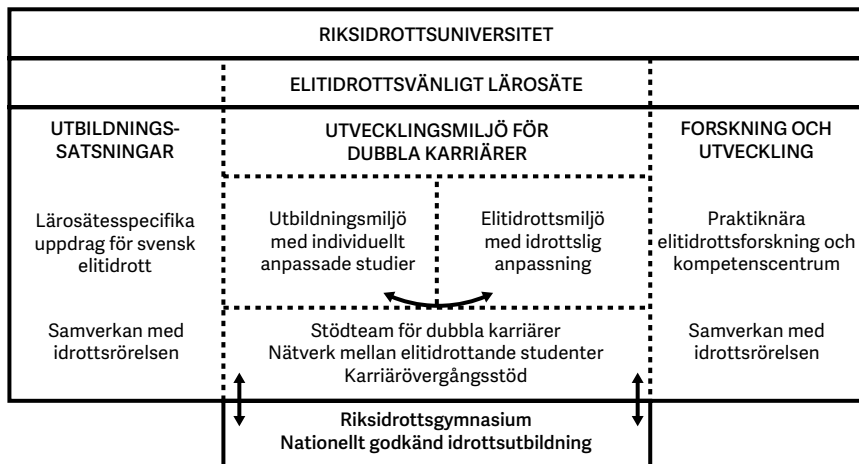 RIKSIDROTTSUNIVERSITET
ELITIDROTTSVÄNLIGT LÄROSÄTE
UTBILDNINGS-
SATSNINGAR
Lärosätesspecifika
uppdrag för svensk
elitidrott
Samverkan med
idrottsrörelsen
UTVECKLINGSMILJÖ FÖR
DUBBLA KARRIÄRER
Utbildningsmiljö
med individuellt
anpassade studier
Elitidrottsmiljö
med idrottslig
anpassning
Stödteam för dubbla karriärer
Nätverk mellan elitidrottande studenter
Karriärövergångsstöd
FORSKNING OCH
UTVECKLING
Praktiknära
elitidrottsforskning och
kompetenscentrum
Samverkan med
idrottsrörelsen
Riksidrottsgymnasium
Nationellt godkänd idrottsutbildning